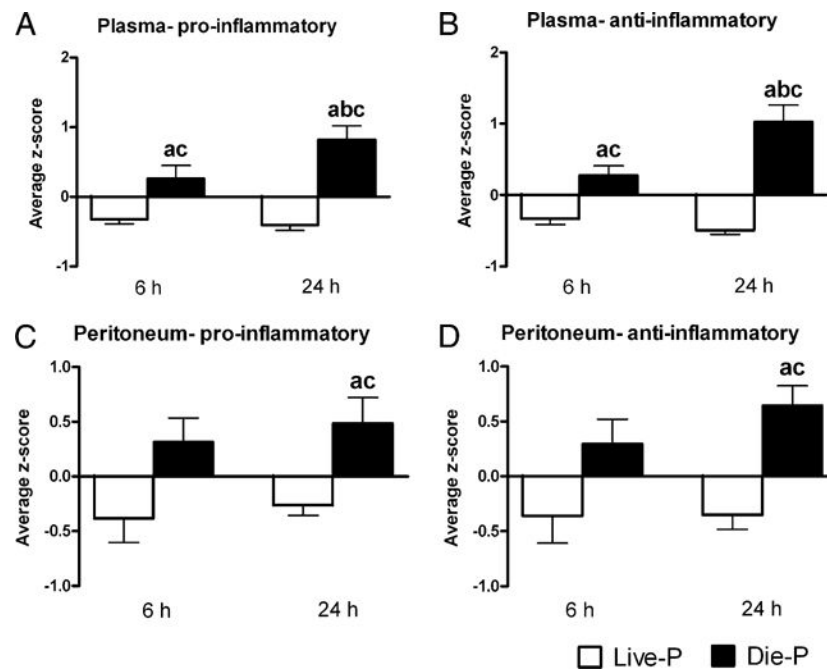 A
Plasma- pro-inflammatory
Average z-score
2
1
0
-1
ac
abc
6 h
24 h
B
Plasma- anti-inflammatory
Average z-score
2
1
0
-1
ac
abc
6 h
24 h
C
Peritoneum- pro-inflammatory
Average z-score
1.0
0.5
0.0
-0.5
-1.0
ac
6 h
24 h
D
Peritoneum- anti-inflammatory
Average z-score
1.0
0.5
0.0
-0.5
-1.0
ac
6 h
24 h
Live-P Die-P